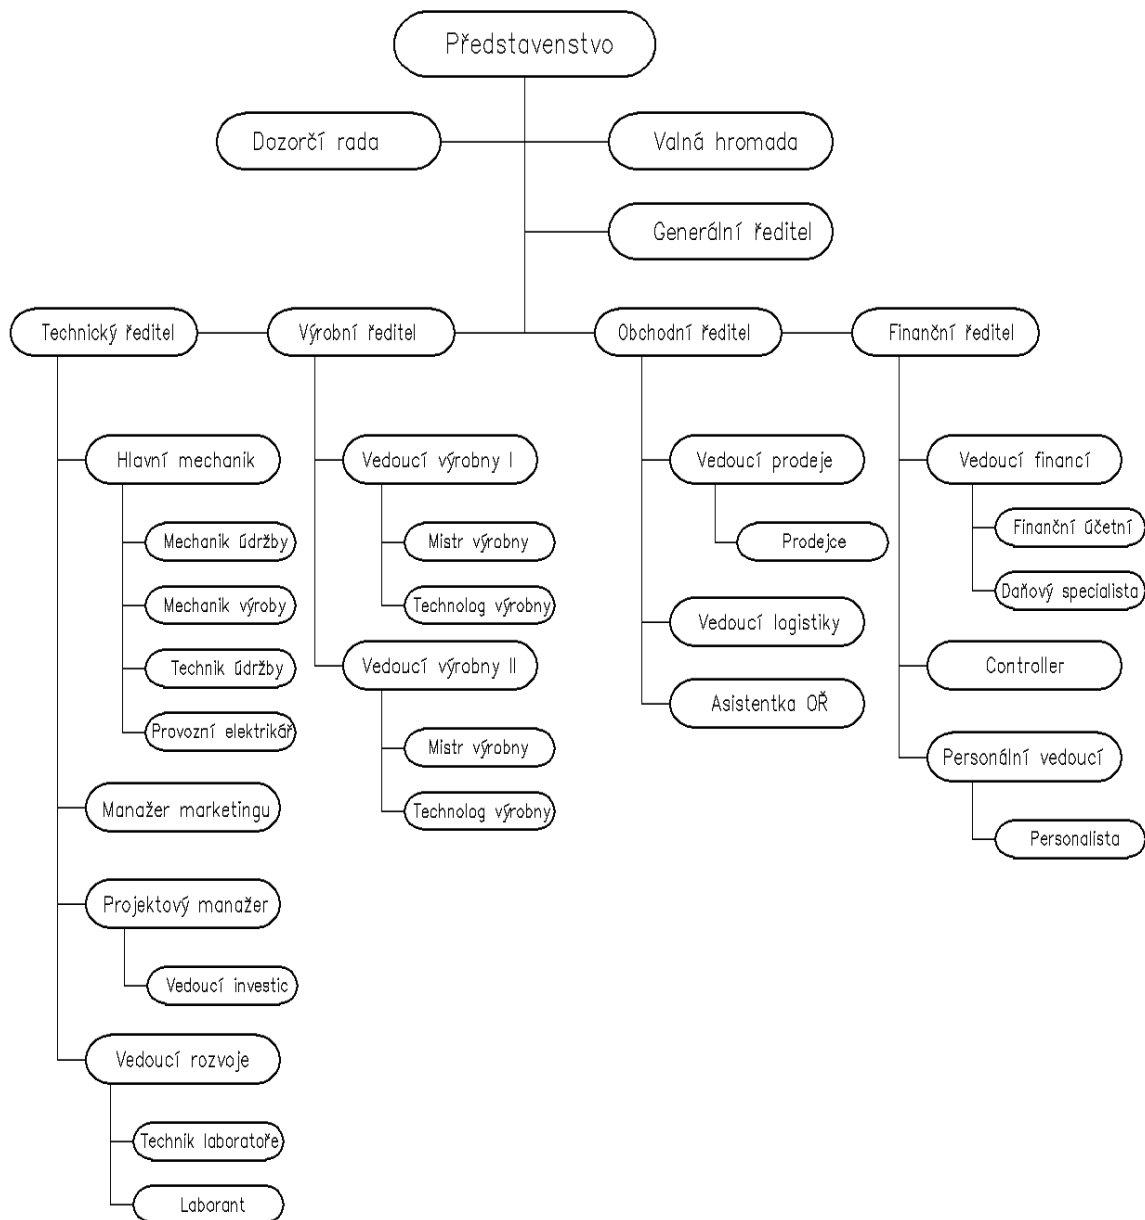 Představenstvo
Dozorčí rada
Valná hromada
Generální ředitel
Technický ředitel
Výrobní ředitel
Obchodní ředitel
Finanční ředitel
Hlavní mechanik
Mechanik údržby
Mechanik výroby
Technik údržby
Provozní elektrikář
Manažer marketingu
Projektový manažer
Vedoucí investic
Vedoucí rozvoje
Technik laboratoře
Laborant
Vedoucí výrobny I
Mistr výrobny
Technolog výrobny
Vedoucí výrobny II
Mistr výrobny
Technolog výrobny
Vedoucí prodeje
Prodejce
Vedoucí logistiky
Asistentka OŘ
Vedoucí financí
Finanční účetní
Daňový specialista
Controller
Personální vedoucí
Personalista